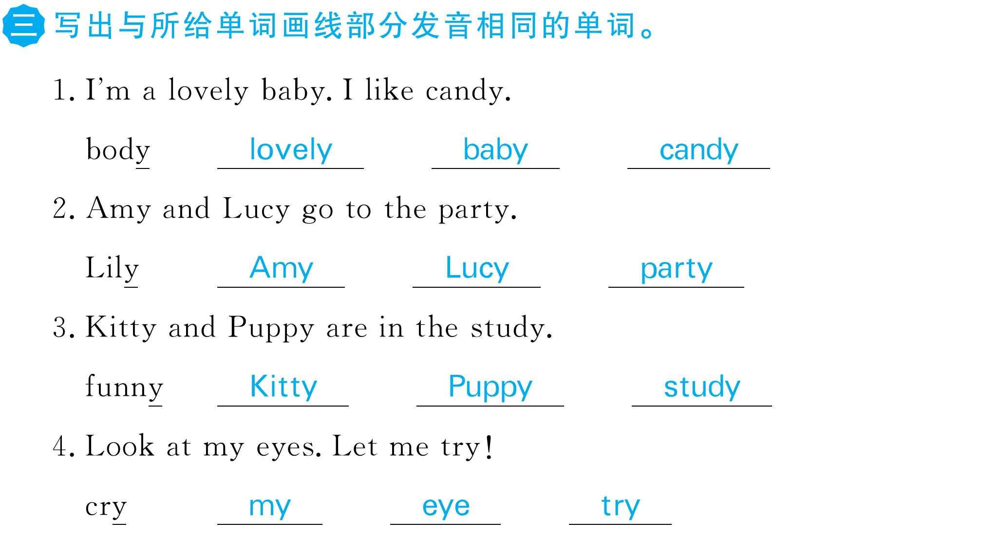 三 写出与所给单词画线部分发音相同的单词。
1. I’m a lovely baby. I like candy.
body lovely baby candy
2. Amy and Lucy go to the party.
Lily Amy Lucy party
3. Kitty and Puppy are in the study.
funny Kitty Puppy study
4. Look at my eyes. Let me try!
cry my eye try